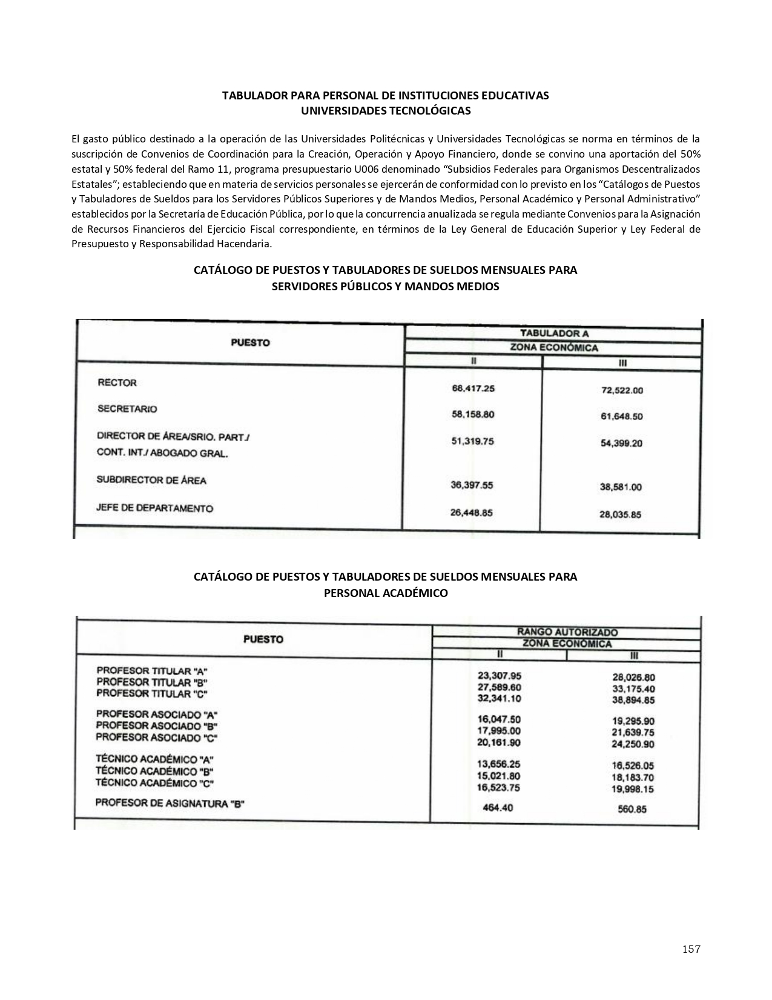 TABULADOR PARA PERSONAL DE INSTITUCIONES EDUCATIVAS
UNIVERSIDADES TECNOLÓGICAS
El gasto público destinado a la operación de las Universidades Politécnicas y Universidades Tecnológicas se norma en términos de la
suscripción de Convenios de Coordinación para la Creación, Operación y Apoyo Financiero, donde se convino una aportación del 50%
estatal y 50% federal del Ramo 11, programa presupuestario U006 denominado “Subsidios Federales para Organismos Descentralizados
Estatales”; estableciendo que en materia de servicios personales se ejercerán de conformidad con lo previsto en los “Catálogos de Puestos
y Tabuladores de Sueldos para los Servidores Públicos Superiores y de Mandos Medios, Personal Académico y Personal Administrativo”
establecidos por la Secretaría de Educación Pública, por lo que la concurrencia anualizada se regula mediante Convenios para la Asignación
de Recursos Financieros del Ejercicio Fiscal correspondiente, en términos de la Ley General de Educación Superior y Ley Federal de
Presupuesto y Responsabilidad Hacendaria.
CATÁLOGO DE PUESTOS Y TABULADORES DE SUELDOS MENSUALES PARA
SERVIDORES PÚBLICOS Y MANDOS MEDIOS
PUESTO
TABULADOR A
ZONA ECONÓMICA
II III
RECTOR 68,417.25 72,522.00
SECRETARIO 58,158.80 61,648.50
DIRECTOR DE ÁREA/SRIO. PART./ 51,319.75 54,399.20
CONT. INT./ ABOGADO GRAL.
SUBDIRECTOR DE ÁREA 36,397.55 38,581.00
JEFE DE DEPARTAMENTO 26,448.85 28,035.85
CATÁLOGO DE PUESTOS Y TABULADORES DE SUELDOS MENSUALES PARA
PERSONAL ACADÉMICO
PUESTO
RANGO AUTORIZADO
ZONA ECONÓMICA
II III
PROFESOR TITULAR "A" 23,307.95 28,026.80
PROFESOR TITULAR "B" 27,589.60 33,175.40
PROFESOR TITULAR "C" 32,341.10 38,894.85
PROFESOR ASOCIADO "A" 16,047.50 19,295.90
PROFESOR ASOCIADO "B" 17,995.00 21,639.75
PROFESOR ASOCIADO "C" 20,161.90 24,250.90
TÉCNICO ACADÉMICO "A" 13,656.25 16,526.05
TÉCNICO ACADÉMICO "B" 15,021.80 18,183.70
TÉCNICO ACADÉMICO "C" 16,523.75 19,998.15
PROFESOR DE ASIGNATURA "B" 464.40 560.85
157